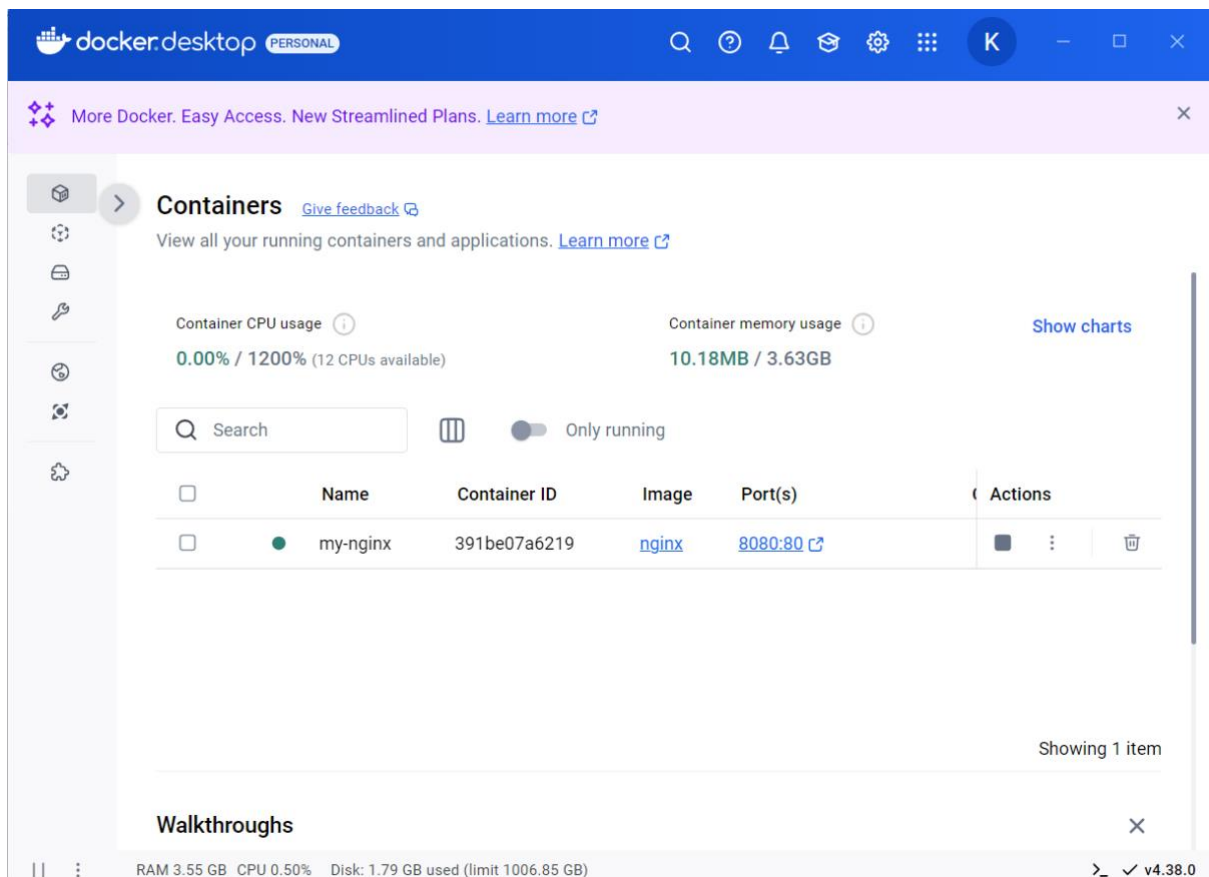 docker.desktop PERSONAL K
More Docker. Easy Access. New Streamlined Plans. Learn more
Containers Give feedback
View all your running containers and applications. Learn more
Container CPU usage Container memory usage Show charts
0.00% / 1200% (12 CPUs available) 10.18MB / 3.63GB
Search Only running
Name Container ID Image Port(s) Actions
my-nginx 391be07a6219 nginx 8080:80
Showing 1 item
Walkthroughs
RAM 3.55 GB CPU 0.50% Disk: 1.79 GB used (limit 1006.85 GB) v4.38.0